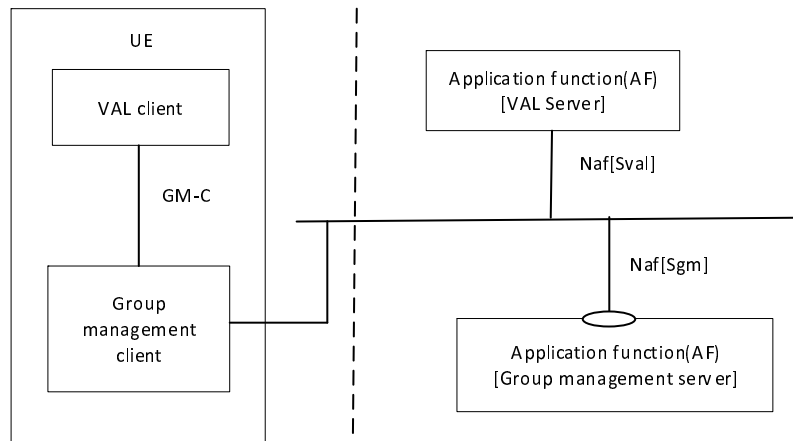 UE
VAL client
GM-C
Group
management
client
Application function(AF)
[VAL Server]
Naf[Sval]
Naf[Sgm]
Application function(AF)
[Group management server]